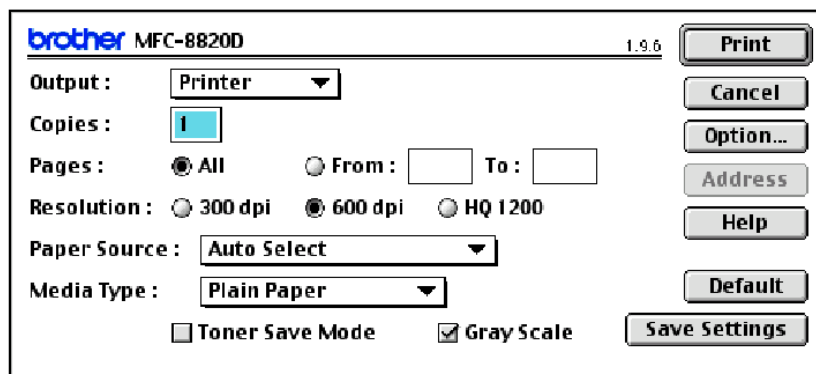 brother MFC-8820D 1.9.6 Print
Output : Printer Cancel
Copies : 1 Option...
Pages : All From : To : Address
Resolution : 300 dpi 600 dpi HQ 1200 Help
Paper Source : Auto Select
Media Type : Plain Paper Default
Toner Save Mode Gray Scale Save Settings